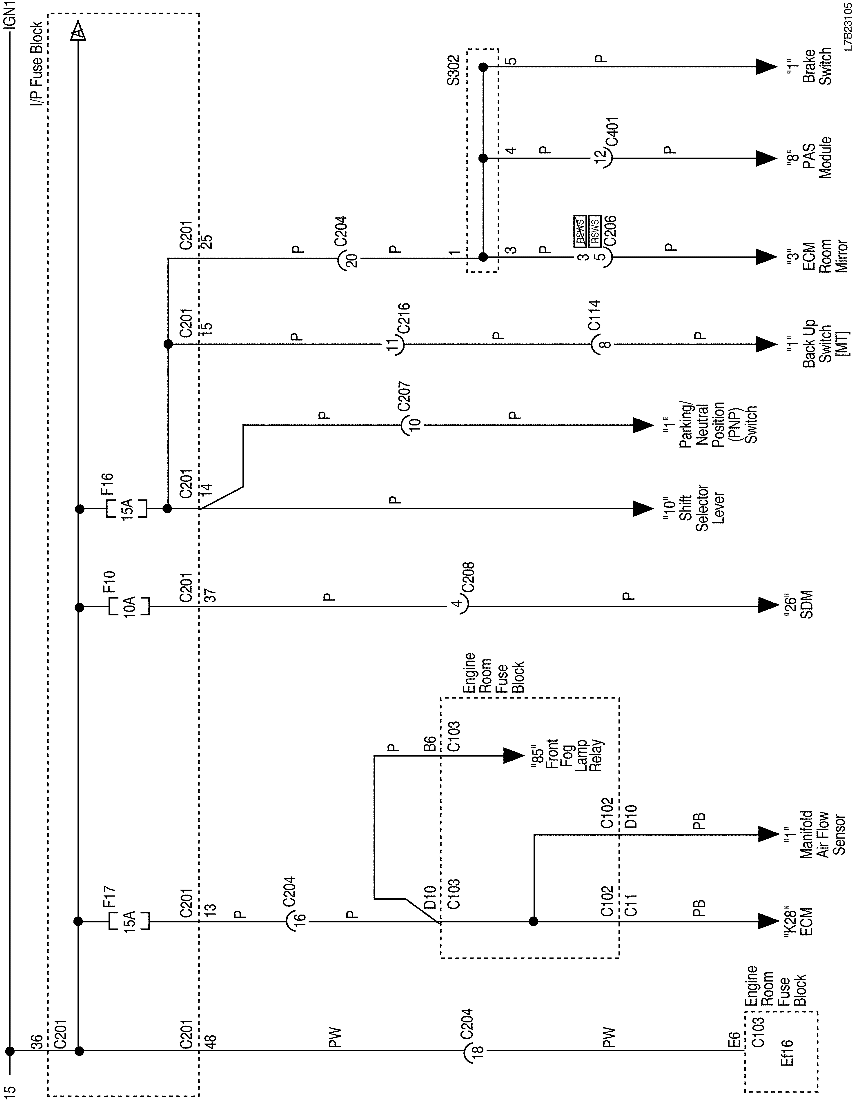 15
IGN1
I/P Fuse Block
A
36
C201
C201
48
PW
C204
18
PW
E6
Engine
Room
Fuse
Block
C103
Ef16
F17
15A
C201
13
P
C204
16
P
D10
C103
C102
C11
PB
"K28"
ECM
C102
D10
PB
"1"
Manifold
Air Flow
Sensor
P
B6
C103
"85"
Front
Fog
Lamp
Relay
Engine
Room
Fuse
Block
F10
10A
C201
37
P
C208
4
P
"26"
SDM
F16
15A
C201
14
P
"10"
Shift
Selector
Lever
P
C207
10
P
"1"
Parking/
Neutral
Position
(PNP)
Switch
C201
15
P
C216
11
P
C114
8
P
"1"
Back Up
Switch
[MT]
C201
25
P
C204
20
P
1
S302
3
P
3
5
RSWS
C206
P
"3"
ECM
Room
Mirror
4
P
C401
12
P
"8"
PAS
Module
5
P
"1"
Brake
Switch
L7B23105